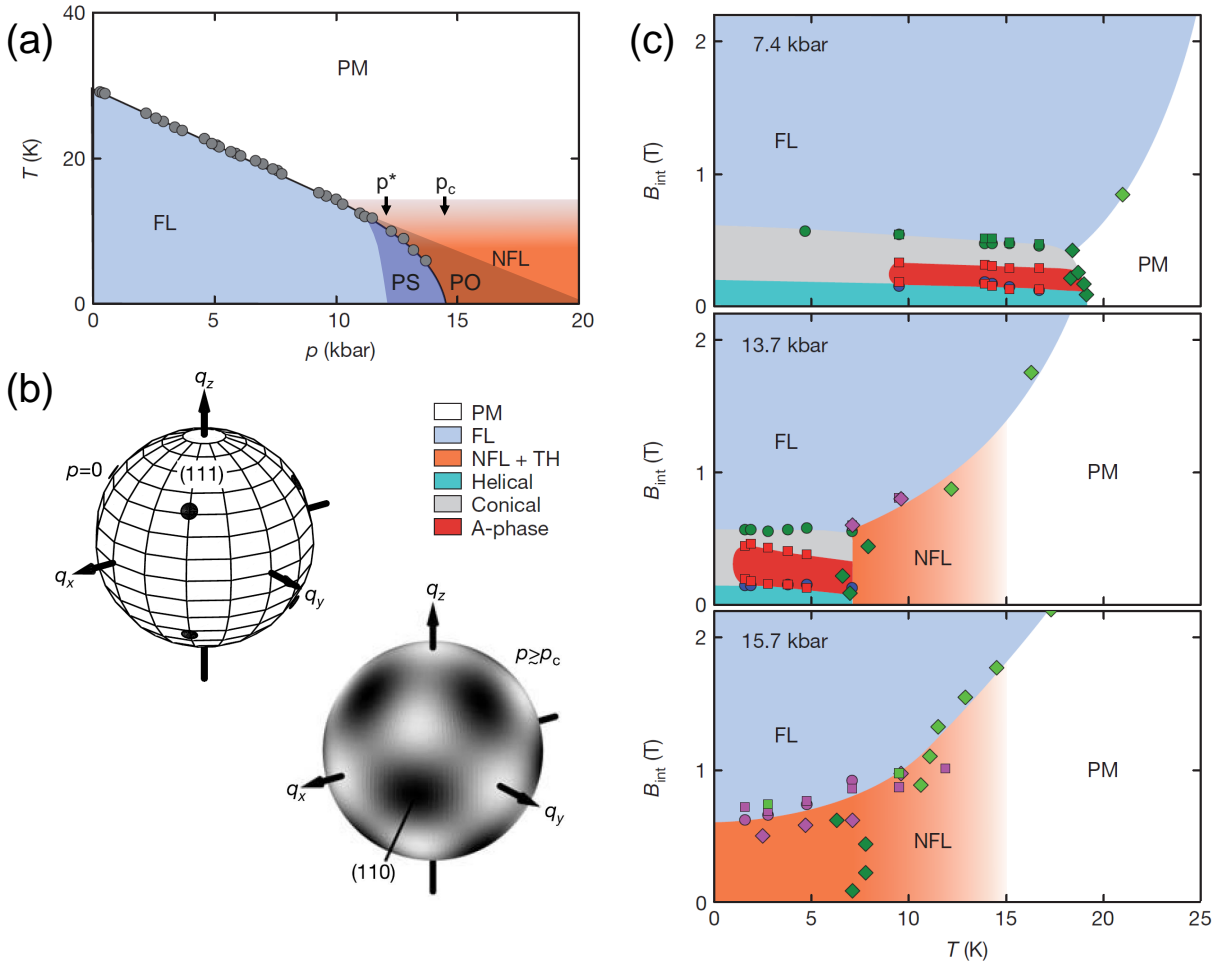 (a)
40
20
0
T (K)
PM
FL
p*
pc
PS
PO
NFL
0
5
10
15
20
p (kbar)
(b)
qz
p=0
(111)
qx
qy
PM
FL
NFL + TH
Helical
Conical
A-phase
qz
p≳pc
qx
qy
(110)
(c)
7.4 kbar
2
1
0
Bint (T)
FL
PM
13.7 kbar
2
1
0
Bint (T)
FL
NFL
PM
15.7 kbar
2
1
0
Bint (T)
FL
NFL
PM
0
5
10
15
20
25
T (K)